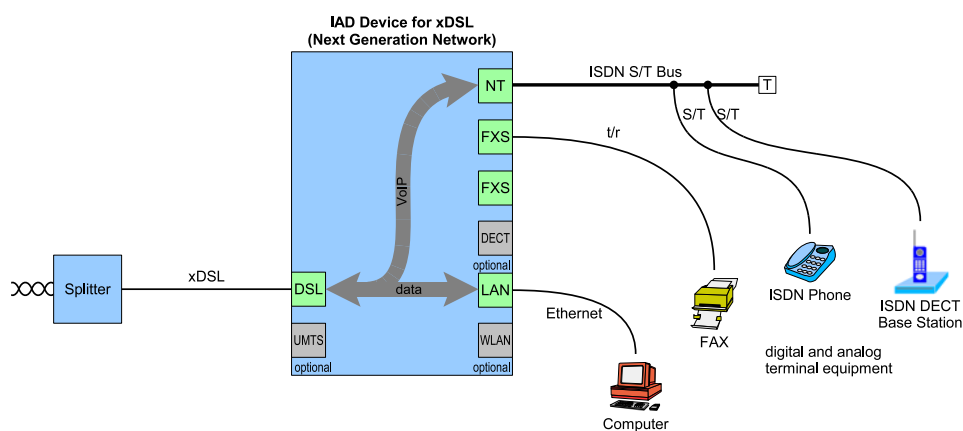 IAD Device for xDSL
(Next Generation Network)
NT
ISDN S/T Bus
T
S/T
S/T
FXS
t/r
VoIP
FXS
DECT
optional
Splitter
xDSL
DSL
data
LAN
Ethernet
UMTS
optional
WLAN
optional
FAX
ISDN Phone
ISDN DECT
Base Station
digital and analog
terminal equipment
Computer